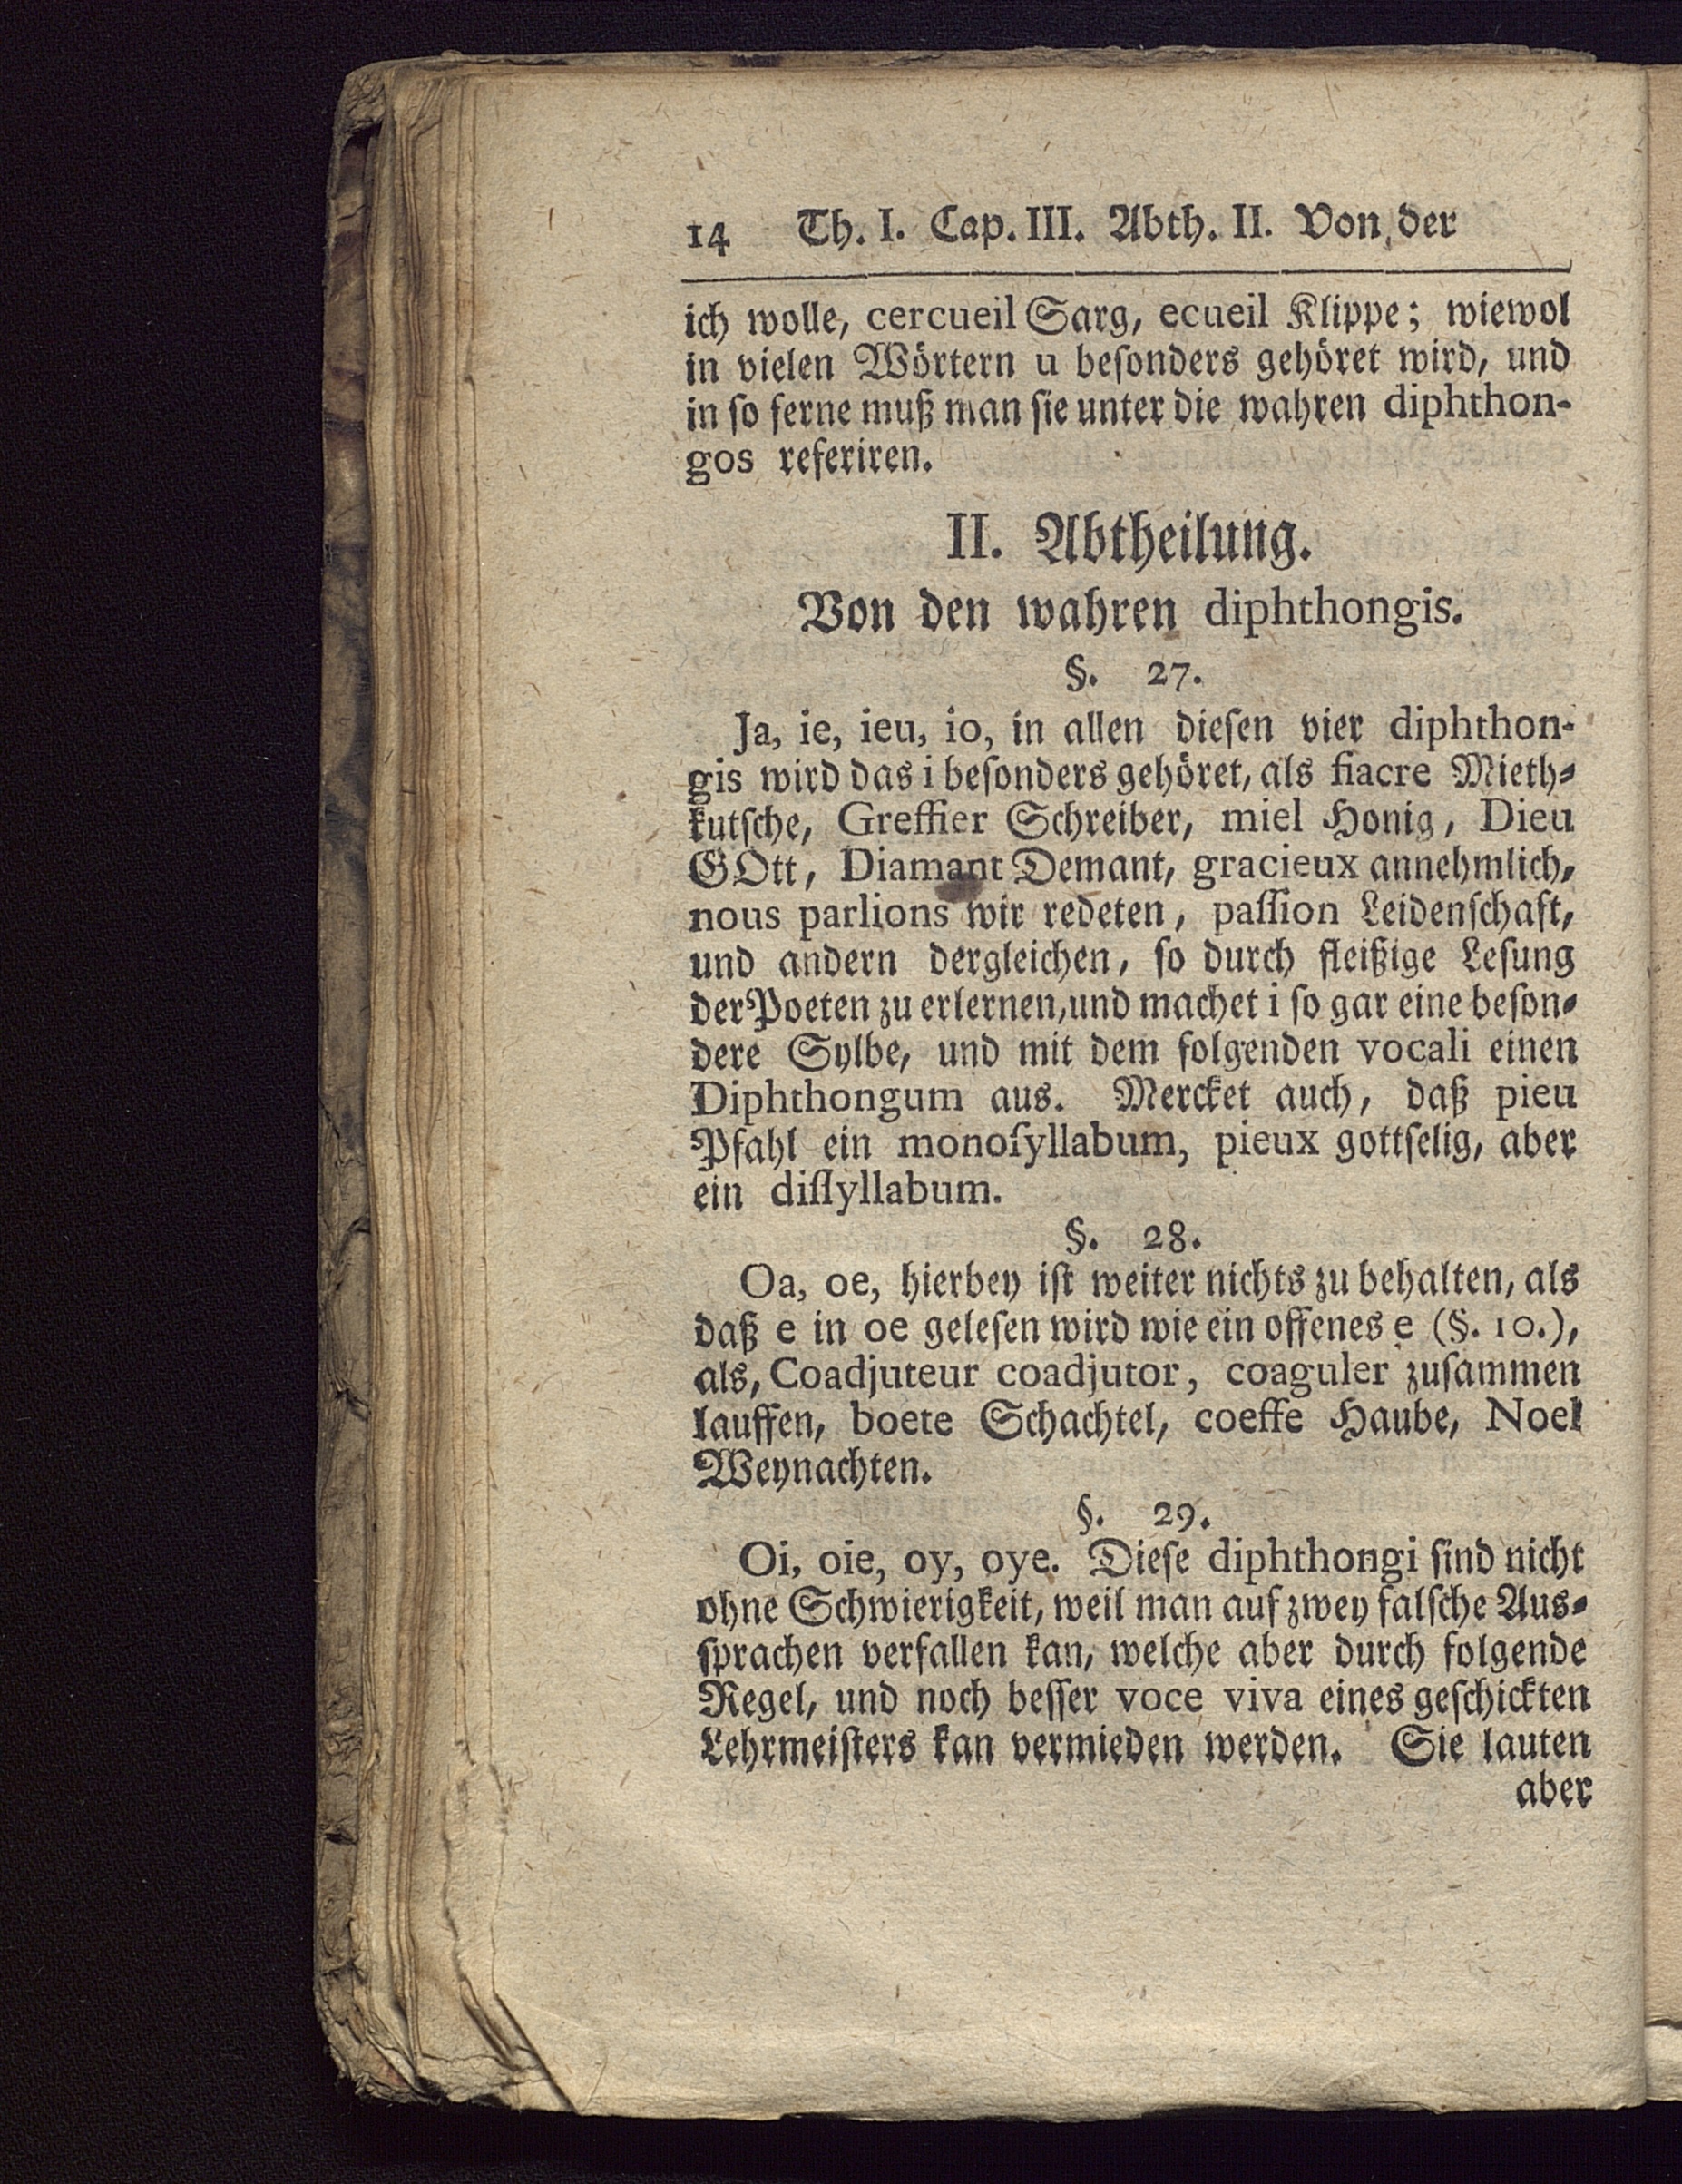 14 Th. I. Cap. III. Abth. II. Von der
ich wolle, cercueil Sarg, ecueil Klippe; wiewol
in vielen Wörtern u beſonders gehöret wird, und
in ſo ferne muß man ſie unter die wahren diphthon-
gos referiren.
II. Abtheilung.
Von den wahren diphthongis.
§. 27.
Ja, ie, ieu, io, in allen dieſen vier diphthon-
gis wird das i beſonders gehöret, als fiacre Mieth-
kutſche, Greffier Schreiber, miel Honig, Dieu
GOtt, Diamant Demant, gracieux annehmlich,
nous parlions wir redeten, paſſion Leidenſchaft,
und andern dergleichen, ſo durch fleißige Leſung
der Poeten zu erlernen, und machet i ſo gar eine beſon-
dere Sylbe, und mit dem folgenden vocali einen
Diphthongum aus. Mercket auch, daß pieu
Pfahl ein monoſyllabum, pieux gottſelig, aber
ein diſſyllabum.
§. 28.
Oa, oe, hierbey iſt weiter nichts zu behalten, als
daß e in oe geleſen wird wie ein offenes e (§. 10.),
als, Coadjuteur coadjutor, coaguler zuſammen
lauffen, boete Schachtel, coeffe Haube, Noel
Weynachten.
§. 29.
Oi, oie, oy, oye. Dieſe diphthongi ſind nicht
ohne Schwierigkeit, weil man auf zwey falſche Aus-
ſprachen verfallen kan, welche aber durch folgende
Regel, und noch beſſer voce viva eines geſchickten
Lehrmeiſters kan vermieden werden. Sie lauten
aber